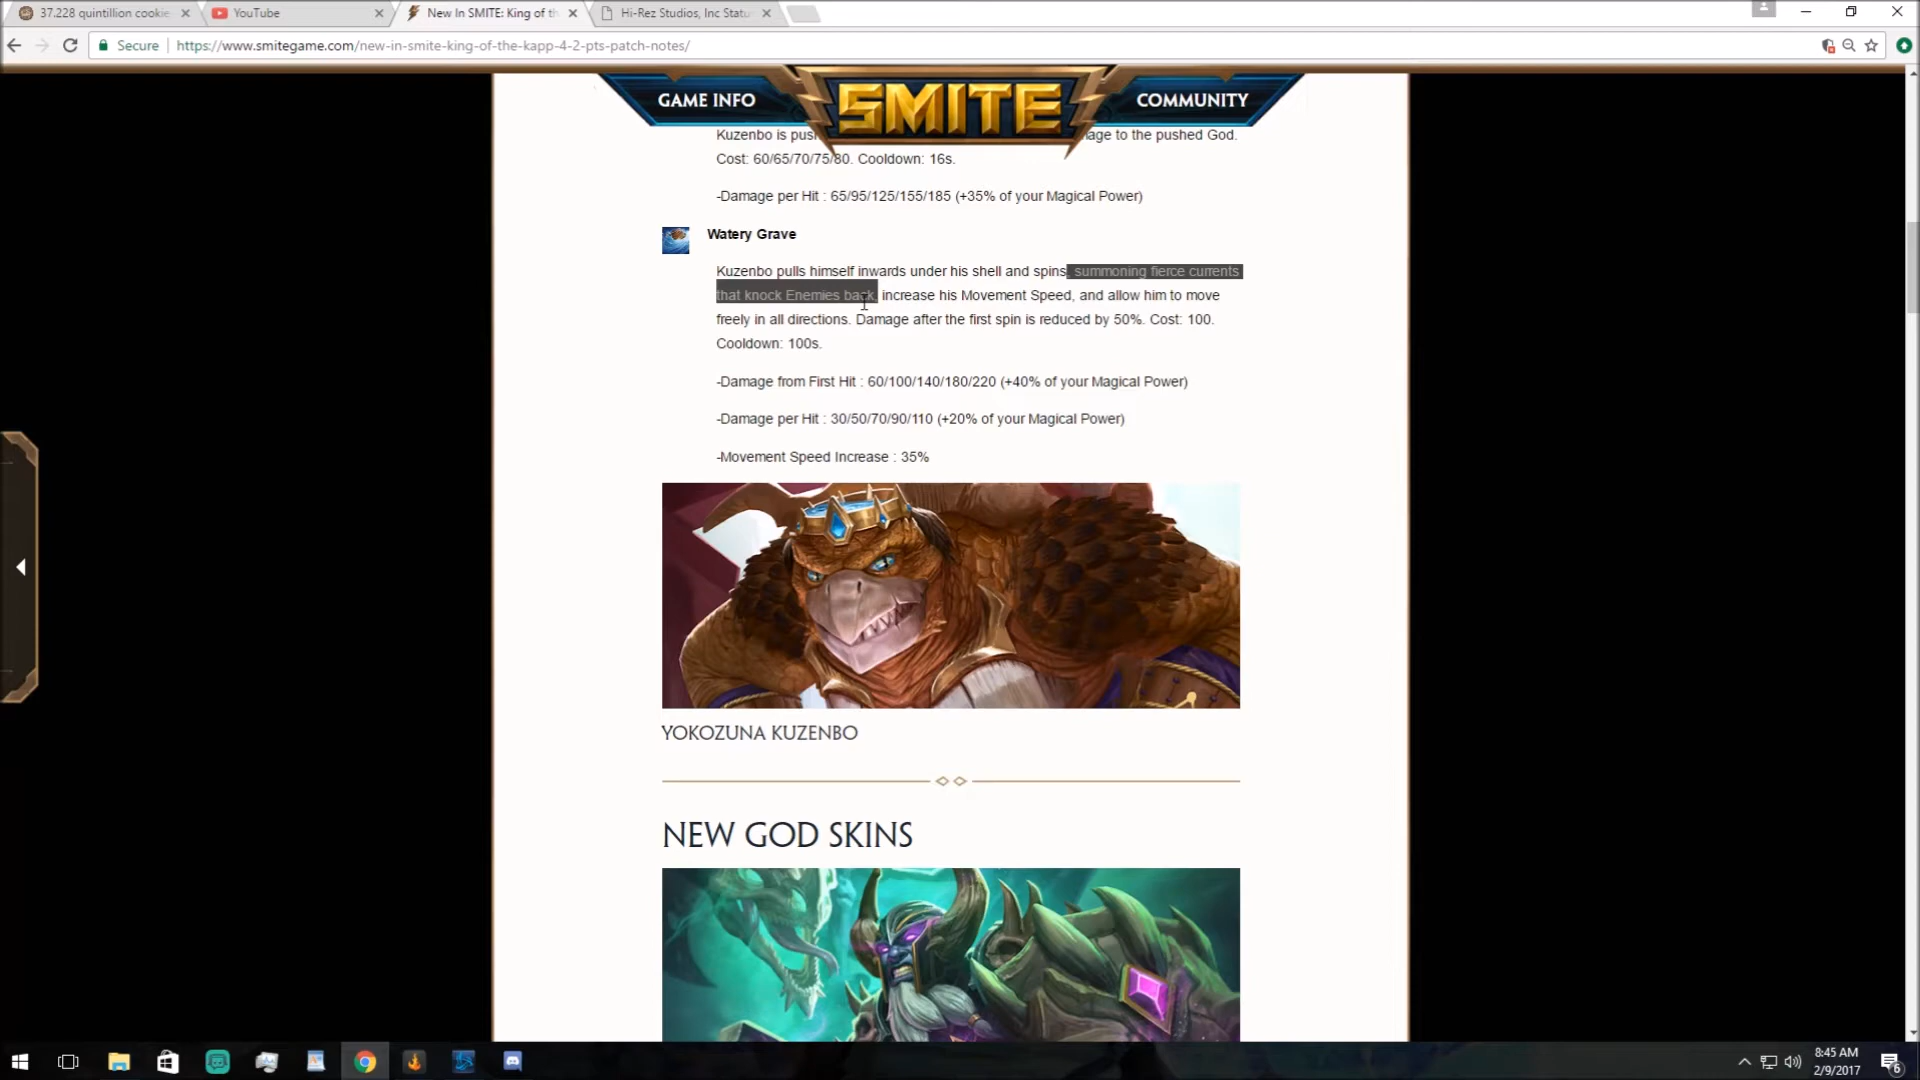 37.228 quintillion cookie
YouTube
New In SMITE: King of th
Hi-Rez Studios, Inc Statu
Secure
https://www.smitegame.com/new-in-smite-king-of-the-kapp-4-2-pts-patch-notes/
GAME INFO
SMITE
COMMUNITY
Kuzenbo is push
age to the pushed God.
Cost: 60/65/70/75/80. Cooldown: 16s.
-Damage per Hit : 65/95/125/155/185 (+35% of your Magical Power)
Watery Grave
Kuzenbo pulls himself inwards under his shell and spins, summoning fierce currents
that knock Enemies back, increase his Movement Speed, and allow him to move
freely in all directions. Damage after the first spin is reduced by 50%. Cost: 100.
Cooldown: 100s.
-Damage from First Hit : 60/100/140/180/220 (+40% of your Magical Power)
-Damage per Hit : 30/50/70/90/110 (+20% of your Magical Power)
-Movement Speed Increase : 35%
YOKOZUNA KUZENBO
NEW GOD SKINS
8:45 AM
2/9/2017
6